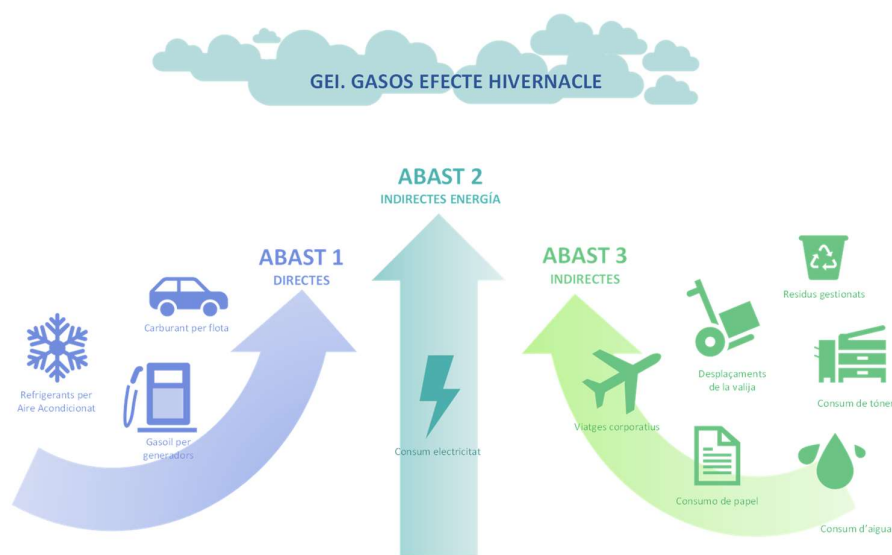 GEI. GASOS EFECTE HIVERNACLE
ABAST 2
INDIRECTES ENERGÍA
ABAST 1
DIRECTES
ABAST 3
INDIRECTES
Carburant per flota
Refrigerants per
Aire Acondicionat
Gasoil per
generadors
Consum electricitat
Residus gestionats
Desplaçaments
de la valija
Consum de tóner
Viatges corporatius
Consumo de papel
Consum d'aigua